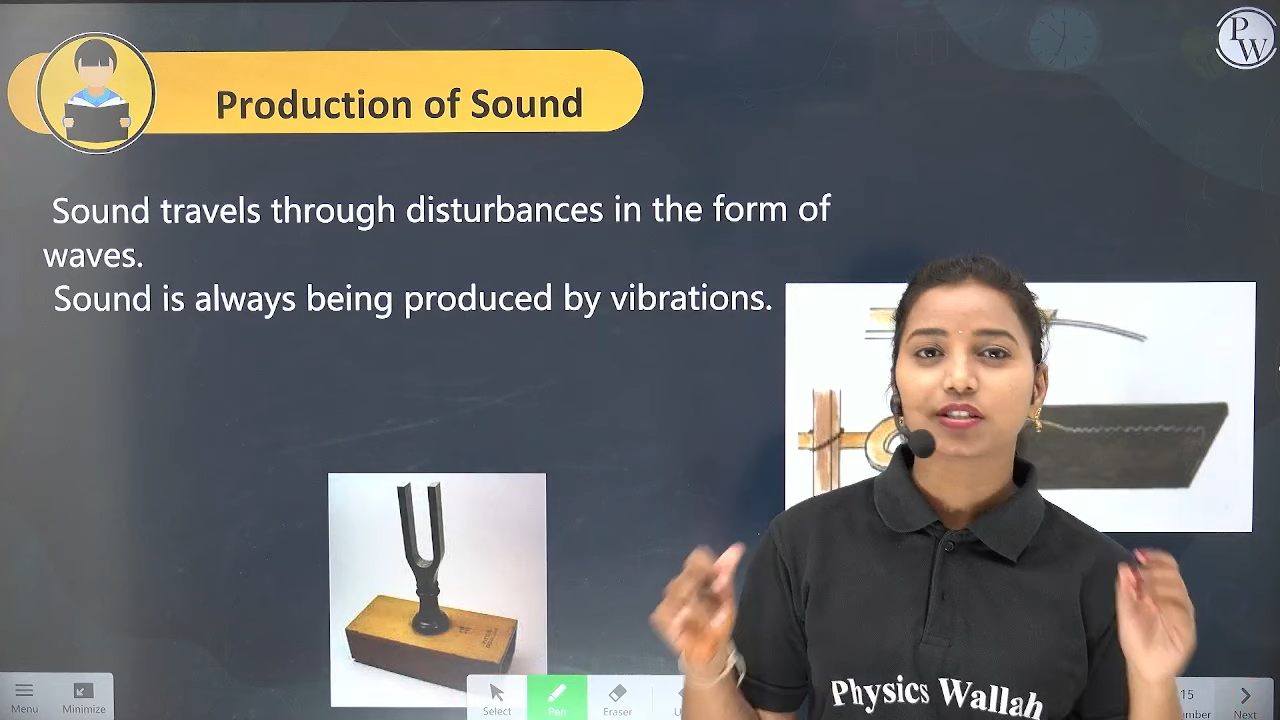 PW
Production of Sound
Sound travels through disturbances in the form of
waves.
Sound is always being produced by vibrations.
Physics Wallah
Menu
Minimize
Select
Pen
Eraser
15
Next